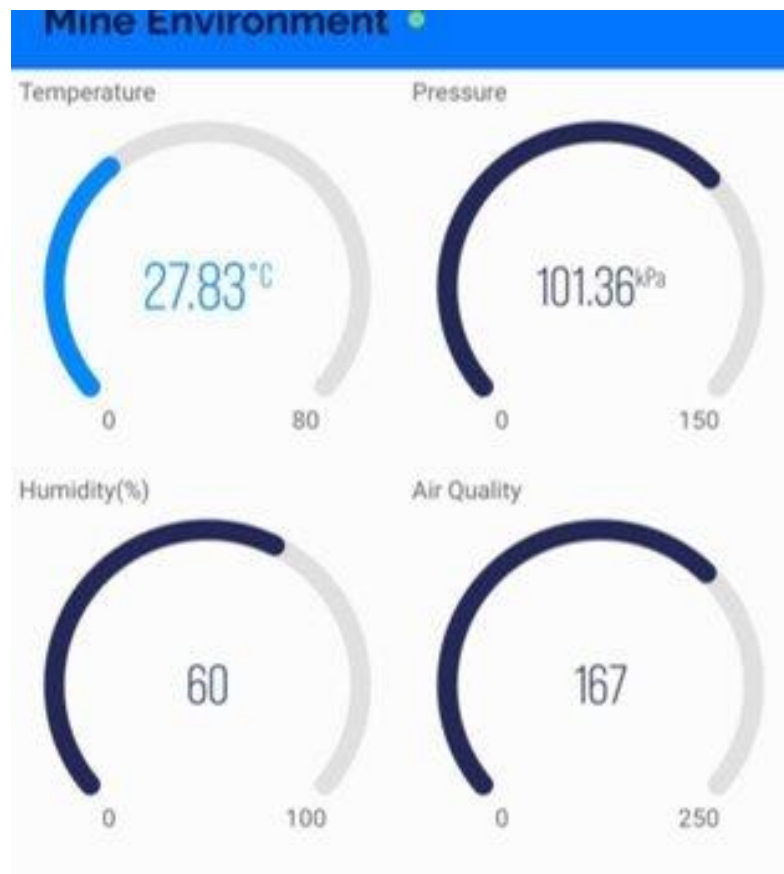 Mine Environment
Temperature
Pressure
27.83°C
101.36kPa
0
80
0
150
Humidity(%)
Air Quality
60
167
0
100
0
250